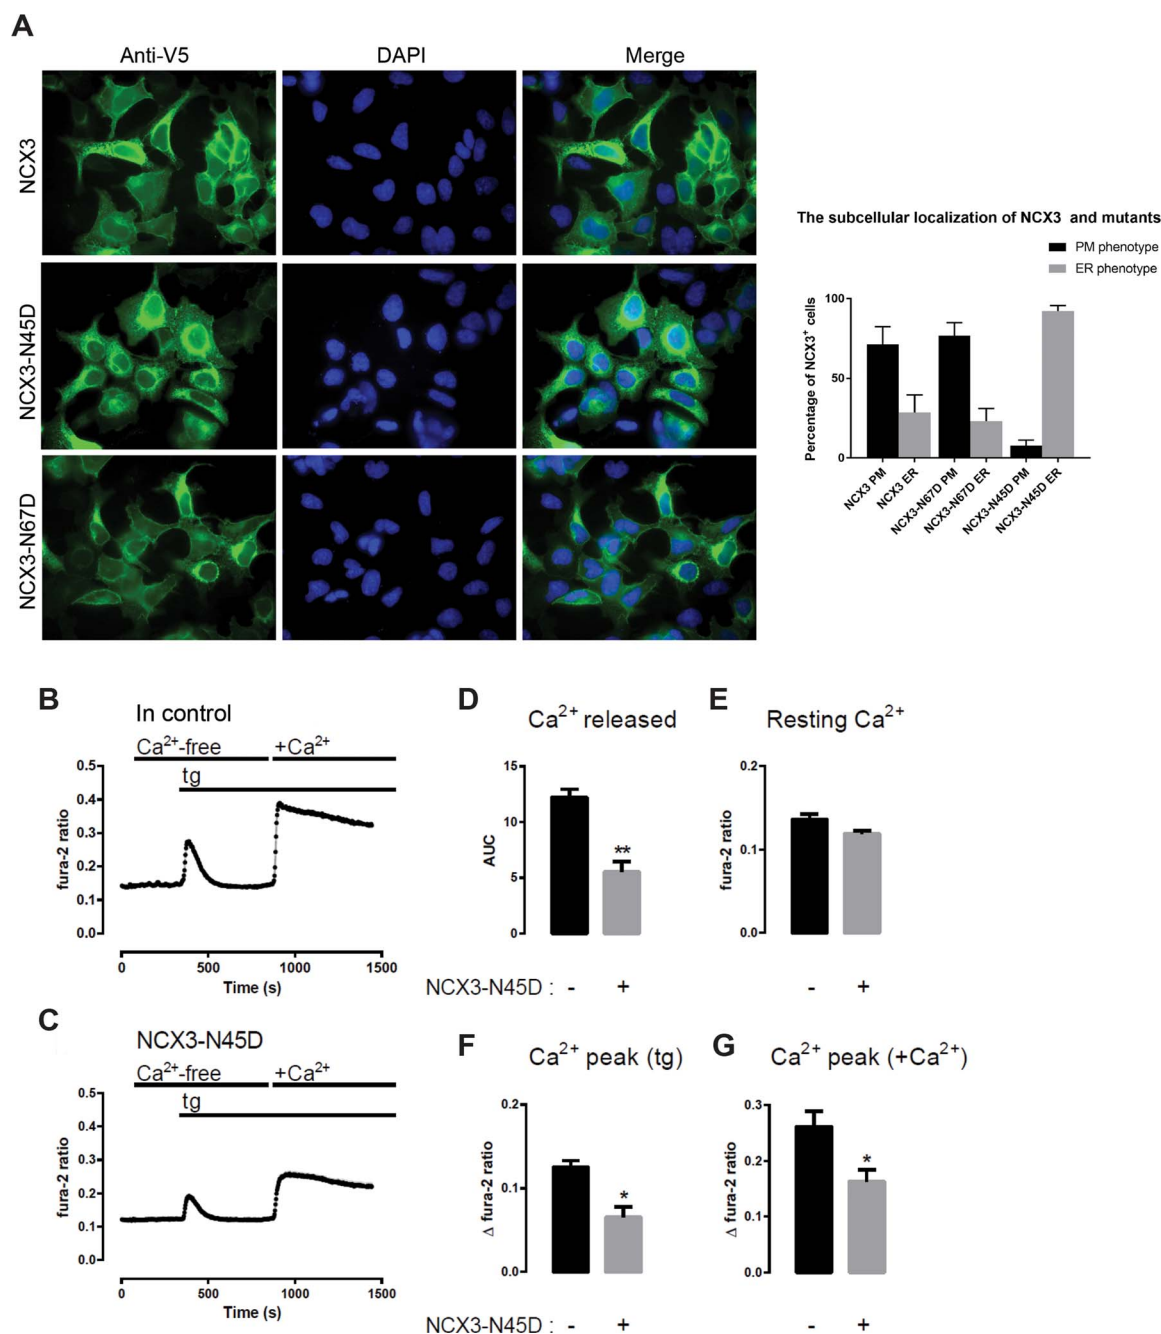 A
Anti-V5
DAPI
Merge
NCX3
NCX3-N45D
NCX3-N67D
The subcellular localization of NCX3 and mutants
PM phenotype
ER phenotype
Percentage of NCX3⁺ cells
100
50
0
NCX3 PM
NCX3 ER
NCX3-N67D PM
NCX3-N67D ER
NCX3-N45D PM
NCX3-N45D ER
B
In control
Ca²⁺-free
+Ca²⁺
tg
fura-2 ratio
0.5
0.4
0.3
0.2
0.1
0.0
0
500
1000
1500
Time (s)
C
NCX3-N45D
Ca²⁺-free
+Ca²⁺
tg
fura-2 ratio
0.5
0.4
0.3
0.2
0.1
0.0
0
500
1000
1500
Time (s)
D
Ca²⁺ released
AUC
15
10
5
0
**
NCX3-N45D : - +
E
Resting Ca²⁺
fura-2 ratio
0.2
0.1
0.0
- +
F
Ca²⁺ peak (tg)
Δ fura-2 ratio
0.2
0.1
0.0
*
NCX3-N45D : - +
G
Ca²⁺ peak (+Ca²⁺)
Δ fura-2 ratio
0.3
0.2
0.1
0.0
*
- +